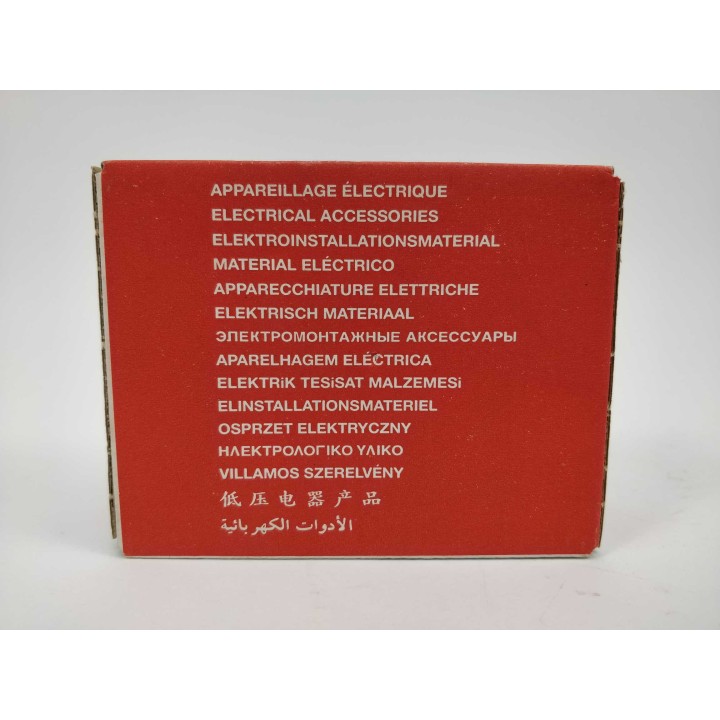 APPAREILLAGE ÉLECTRIQUE
ELECTRICAL ACCESSORIES
ELEKTROINSTALLATIONSMATERIAL
MATERIAL ELÉCTRICO
APPARECCHIATURE ELETTRICHE
ELEKTRISCH MATERIAAL
ЭЛЕКТРОМОНТАЖНЫЕ АКСЕССУАРЫ
APARELHAGEM ELÉCTRICA
ELEKTRiK TESiSAT MALZEMESi
ELINSTALLATIONSMATERIEL
OSPRZET ELEKTRYCZNY
ΗΛΕΚΤΡΟΛΟΓΙΚΟ ΥΛΙΚΟ
VILLAMOS SZERELVÉNY
低压电器产品
الأدوات الكهربائية